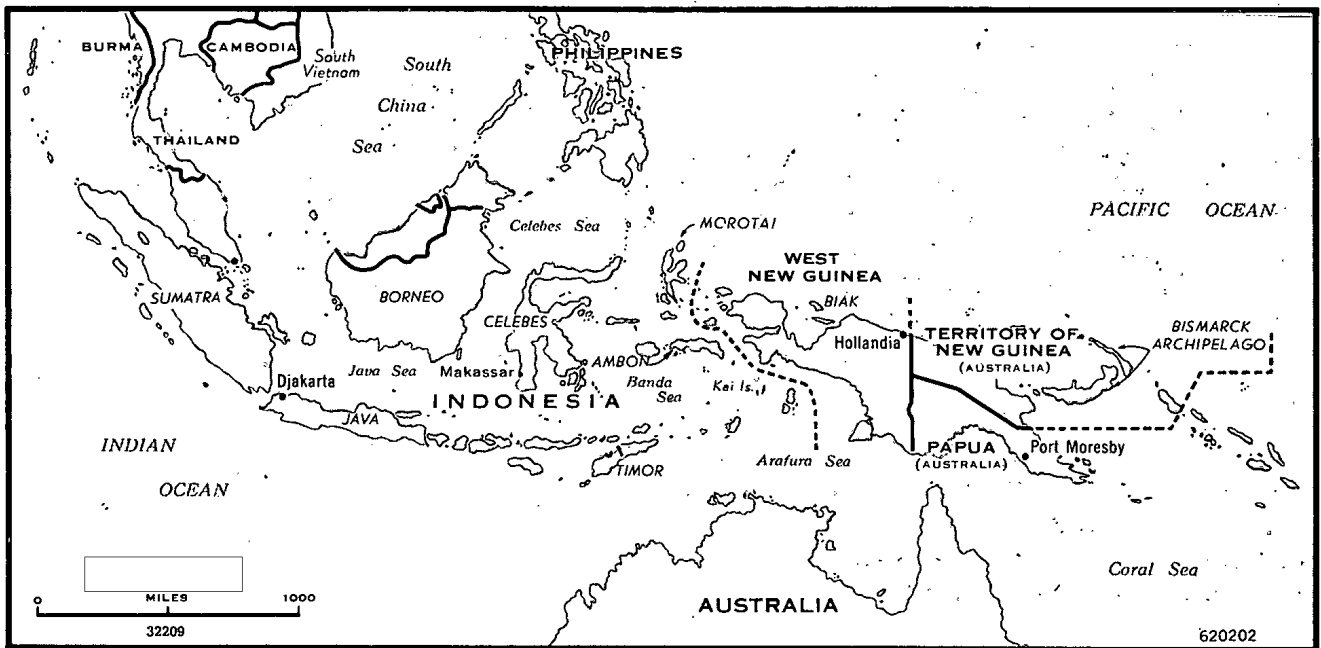 BURMA
CAMBODIA
South
Vietnam
South
China
Sea
PHILIPPINES
THAILAND
Celebes Sea
MOROTAI
PACIFIC OCEAN
WEST
NEW GUINEA
BIAK
SUMATRA
BORNEO
CELEBES
Hollandia
TERRITORY OF
NEW GUINEA
(AUSTRALIA)
BISMARCK
ARCHIPELAGO
AMBON
Java Sea
Makassar
Banda
Sea
Kai Is.
Djakarta
INDONESIA
JAVA
INDIAN
OCEAN
TIMOR
Arafura Sea
PAPUA
(AUSTRALIA)
Port Moresby
Coral Sea
AUSTRALIA
0 MILES 1000
32209
620202